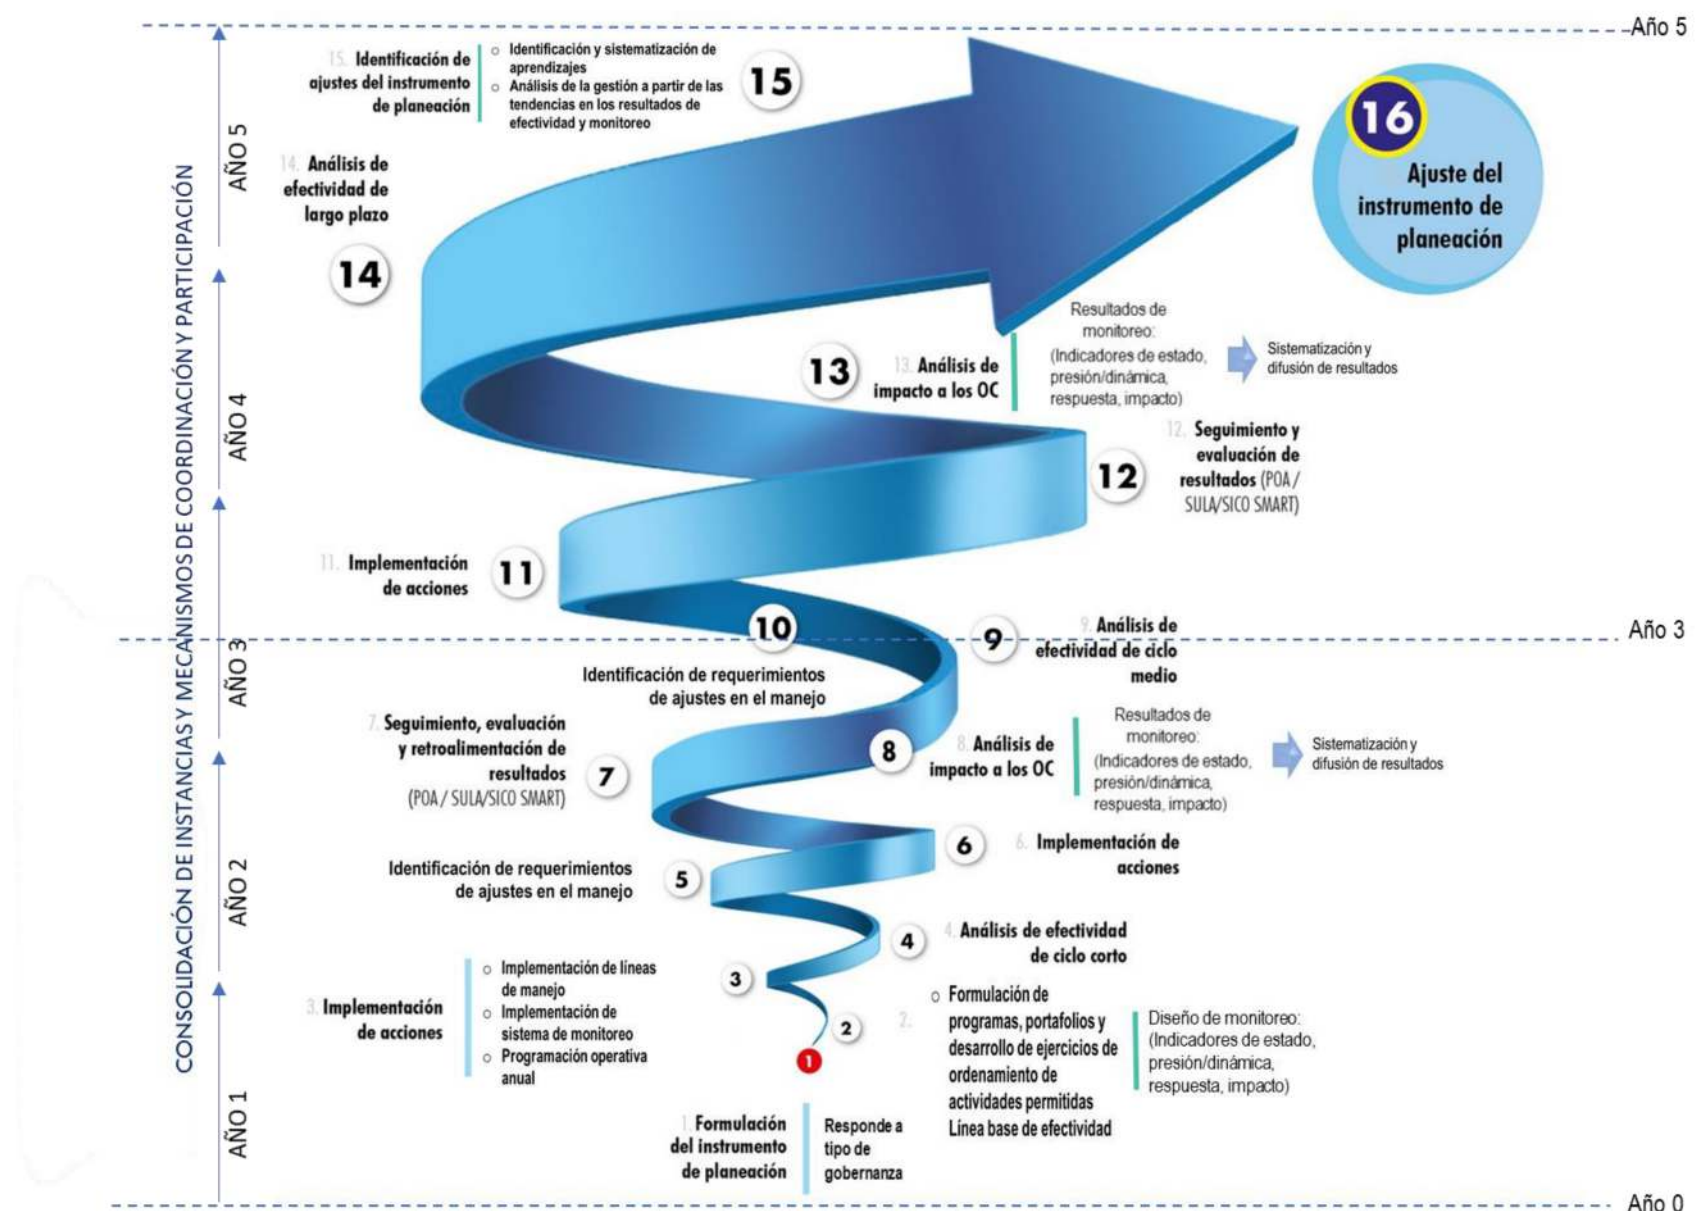 Año 5
15. Identificación de
ajustes del instrumento
de planeación
o Identificación y sistematización de
aprendizajes
o Análisis de la gestión a partir de las
tendencias en los resultados de
efectividad y monitoreo
15
16
Ajuste del
instrumento de
planeación
AÑO 5
14. Análisis de
efectividad de
largo plazo
14
CONSOLIDACIÓN DE INSTANCIAS Y MECANISMOS DE COORDINACIÓN Y PARTICIPACIÓN
13
13. Análisis de
impacto a los OC
Resultados de
monitoreo:
(Indicadores de estado,
presión/dinámica,
respuesta, impacto)
Sistematización y
difusión de resultados
AÑO 4
12
12. Seguimiento y
evaluación de
resultados (POA /
SULA/SICO SMART)
11. Implementación
de acciones
11
10
Identificación de requerimientos
de ajustes en el manejo
9
9. Análisis de
efectividad de ciclo
medio
Año 3
AÑO 3
7. Seguimiento, evaluación
y retroalimentación de
resultados
(POA / SULA/SICO SMART)
7
8
8. Análisis de
impacto a los OC
Resultados de
monitoreo:
(Indicadores de estado,
presión/dinámica,
respuesta, impacto)
Sistematización y
difusión de resultados
6
6. Implementación de
acciones
AÑO 2
Identificación de requerimientos
de ajustes en el manejo
5
4
4. Análisis de efectividad
de ciclo corto
3. Implementación
de acciones
o Implementación de líneas
de manejo
o Implementación de
sistema de monitoreo
o Programación operativa
anual
3
2
2.
o Formulación de
programas, portafolios y
desarrollo de ejercicios de
ordenamiento de
actividades permitidas
Línea base de efectividad
Diseño de monitoreo:
(Indicadores de estado,
presión/dinámica,
respuesta, impacto)
1
AÑO 1
1. Formulación
del instrumento
de planeación
Responde a
tipo de
gobernanza
Año 0